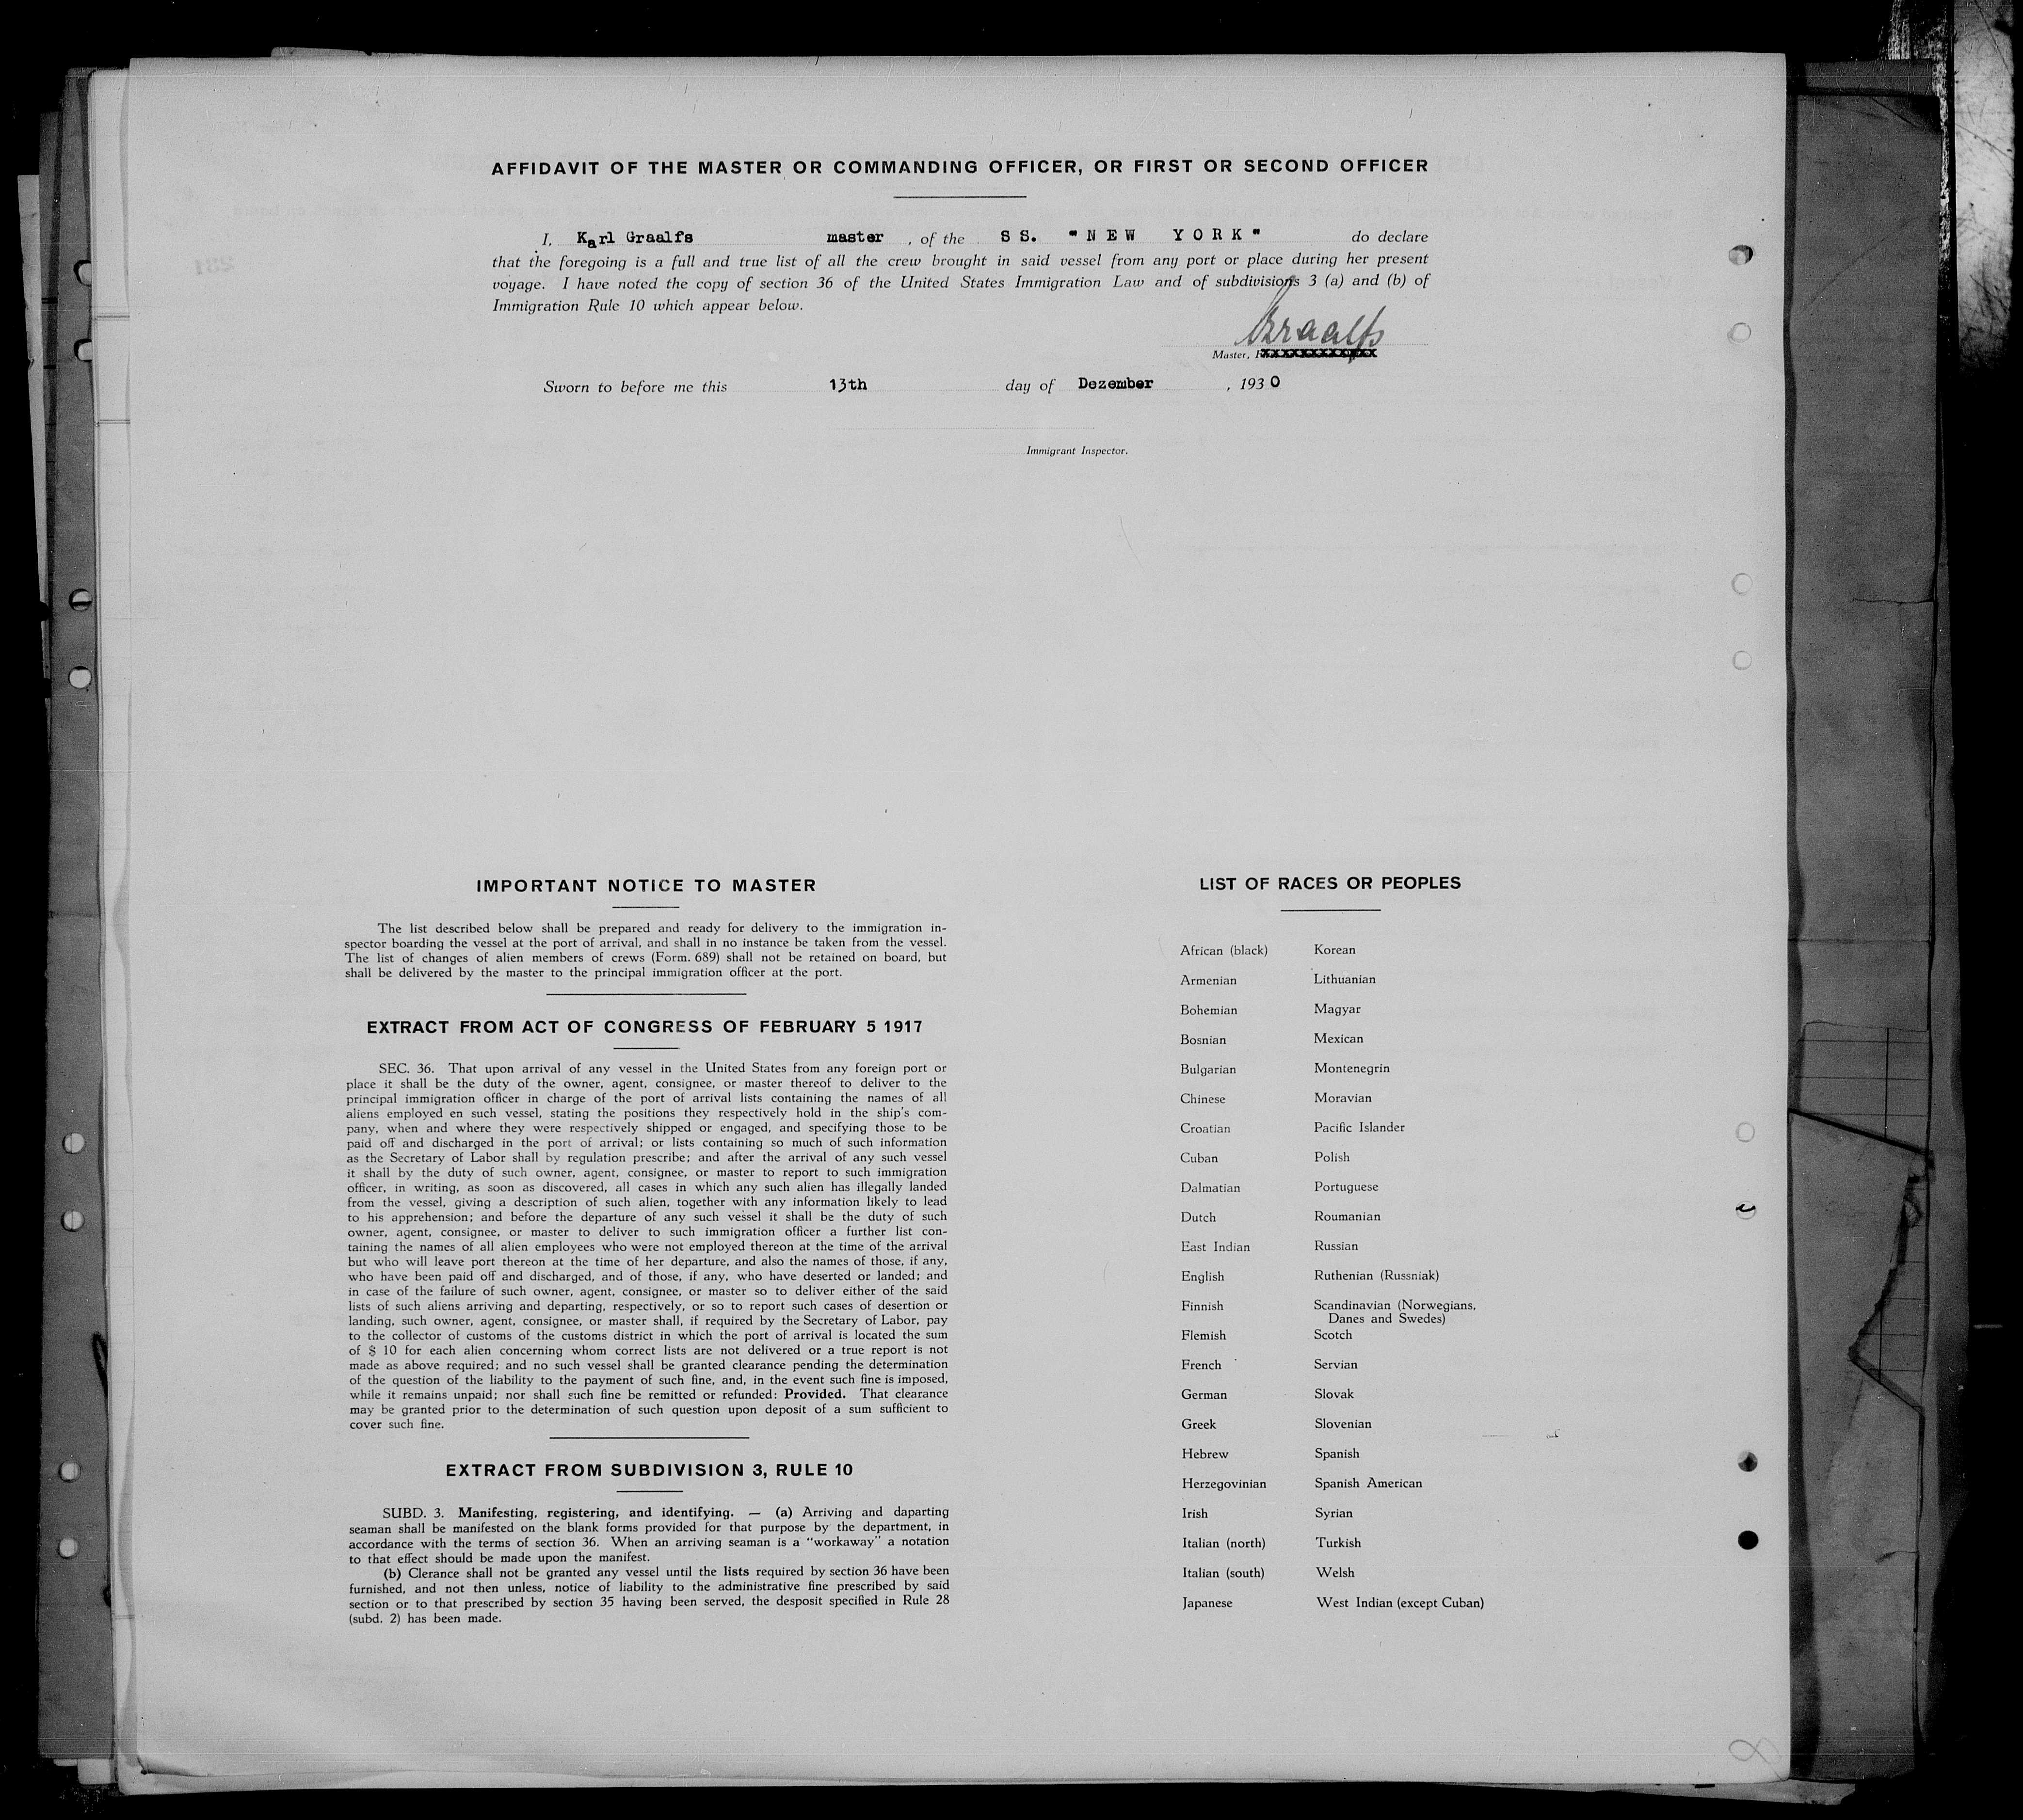 AFFIDAVIT OF THE MASTER OR COMMANDING OFFICER, OR FIRST OR SECOND OFFICER
I, Karl Graalfs master , of the SS. "NEW YORK" do declare
that the foregoing is a full and true list of all the crew brought in said vessel from any port or place during her present
voyage. I have noted the copy of section 36 of the United States Immigration Law and of subdivisions 3 (a) and (b) of
Immigration Rule 10 which appear below.
Graalfs
Master,
Sworn to before me this 13th day of Dezember , 1930
Immigrant Inspector.
IMPORTANT NOTICE TO MASTER
The list described below shall be prepared and ready for delivery to the immigration in-
spector boarding the vessel at the port of arrival, and shall in no instance be taken from the vessel.
The list of changes of alien members of crews (Form. 689) shall not be retained on board, but
shall be delivered by the master to the principal immigration officer at the port.
EXTRACT FROM ACT OF CONGRESS OF FEBRUARY 5 1917
SEC. 36. That upon arrival of any vessel in the United States from any foreign port or
place it shall be the duty of the owner, agent, consignee, or master thereof to deliver to the
principal immigration officer in charge of the port of arrival lists containing the names of all
aliens employed en such vessel, stating the positions they respectively hold in the ship's com-
pany, when and where they were respectively shipped or engaged, and specifying those to be
paid off and discharged in the port of arrival; or lists containing so much of such information
as the Secretary of Labor shall by regulation prescribe; and after the arrival of any such vessel
it shall by the duty of such owner, agent, consignee, or master to report to such immigration
officer, in writing, as soon as discovered, all cases in which any such alien has illegally landed
from the vessel, giving a description of such alien, together with any information likely to lead
to his apprehension; and before the departure of any such vessel it shall be the duty of such
owner, agent, consignee, or master to deliver to such immigration officer a further list con-
taining the names of all alien employees who were not employed thereon at the time of the arrival
but who will leave port thereon at the time of her departure, and also the names of those, if any,
who have been paid off and discharged, and of those, if any, who have deserted or landed; and
in case of the failure of such owner, agent, consignee, or master so to deliver either of the said
lists of such aliens arriving and departing, respectively, or so to report such cases of desertion or
landing, such owner, agent, consignee, or master shall, if required by the Secretary of Labor, pay
to the collector of customs of the customs district in which the port of arrival is located the sum
of $ 10 for each alien concerning whom correct lists are not delivered or a true report is not
made as above required; and no such vessel shall be granted clearance pending the determination
of the question of the liability to the payment of such fine, and, in the event such fine is imposed,
while it remains unpaid; nor shall such fine be remitted or refunded: Provided. That clearance
may be granted prior to the determination of such question upon deposit of a sum sufficient to
cover such fine.
EXTRACT FROM SUBDIVISION 3, RULE 10
SUBD. 3. Manifesting, registering, and identifying. — (a) Arriving and daparting
seaman shall be manifested on the blank forms provided for that purpose by the department, in
accordance with the terms of section 36. When an arriving seaman is a "workaway" a notation
to that effect should be made upon the manifest.
(b) Clerance shall not be granted any vessel until the lists required by section 36 have been
furnished, and not then unless, notice of liability to the administrative fine prescribed by said
section or to that prescribed by section 35 having been served, the desposit specified in Rule 28
(subd. 2) has been made.
LIST OF RACES OR PEOPLES
African (black) Korean
Armenian Lithuanian
Bohemian Magyar
Bosnian Mexican
Bulgarian Montenegrin
Chinese Moravian
Croatian Pacific Islander
Cuban Polish
Dalmatian Portuguese
Dutch Roumanian
East Indian Russian
English Ruthenian (Russniak)
Finnish Scandinavian (Norwegians,
Danes and Swedes)
Flemish Scotch
French Servian
German Slovak
Greek Slovenian
Hebrew Spanish
Herzegovinian Spanish American
Irish Syrian
Italian (north) Turkish
Italian (south) Welsh
Japanese West Indian (except Cuban)
8